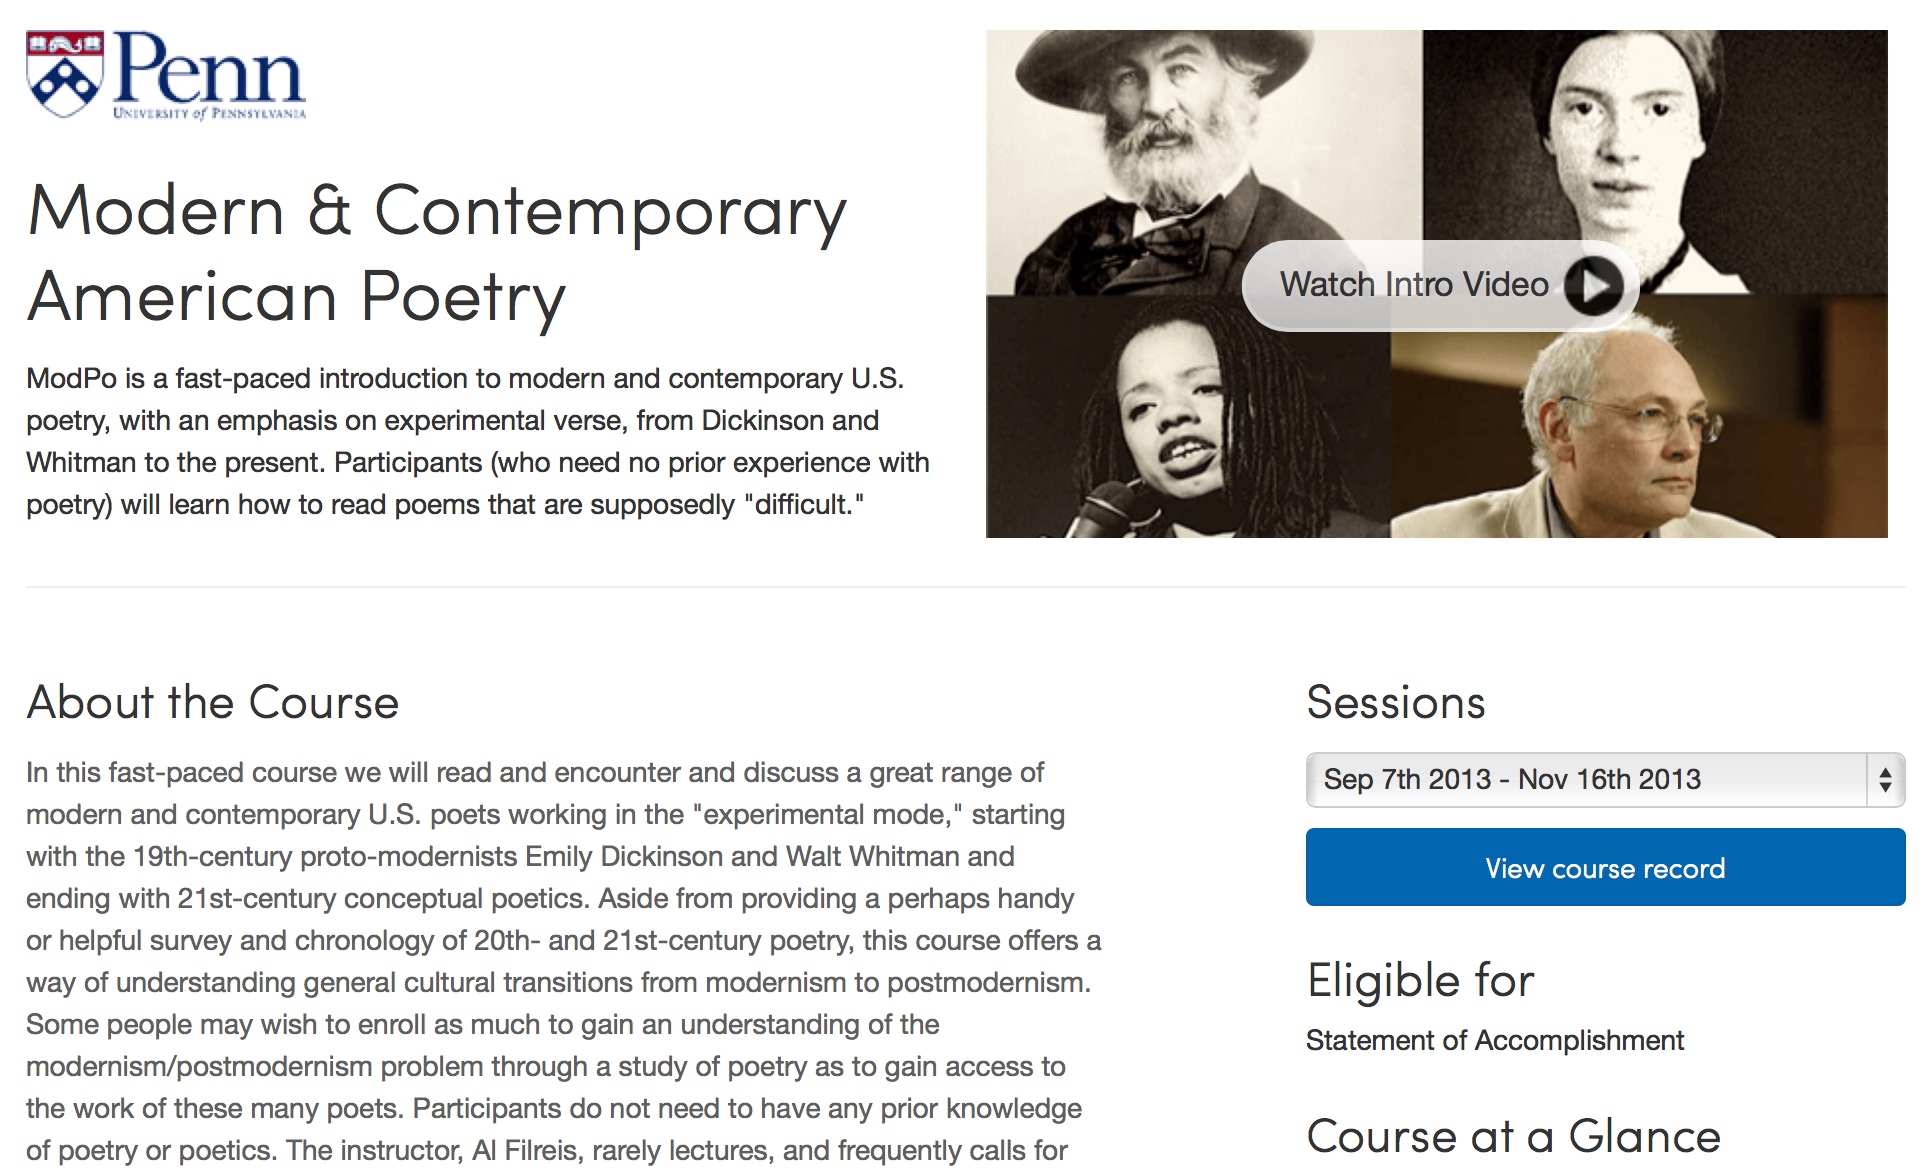 Penn
UNIVERSITY of PENNSYLVANIA
Modern & Contemporary
American Poetry
ModPo is a fast-paced introduction to modern and contemporary U.S.
poetry, with an emphasis on experimental verse, from Dickinson and
Whitman to the present. Participants (who need no prior experience with
poetry) will learn how to read poems that are supposedly "difficult."
Watch Intro Video
About the Course
In this fast-paced course we will read and encounter and discuss a great range of
modern and contemporary U.S. poets working in the "experimental mode," starting
with the 19th-century proto-modernists Emily Dickinson and Walt Whitman and
ending with 21st-century conceptual poetics. Aside from providing a perhaps handy
or helpful survey and chronology of 20th- and 21st-century poetry, this course offers a
way of understanding general cultural transitions from modernism to postmodernism.
Some people may wish to enroll as much to gain an understanding of the
modernism/postmodernism problem through a study of poetry as to gain access to
the work of these many poets. Participants do not need to have any prior knowledge
of poetry or poetics. The instructor, Al Filreis, rarely lectures, and frequently calls for
Sessions
Sep 7th 2013 - Nov 16th 2013
View course record
Eligible for
Statement of Accomplishment
Course at a Glance